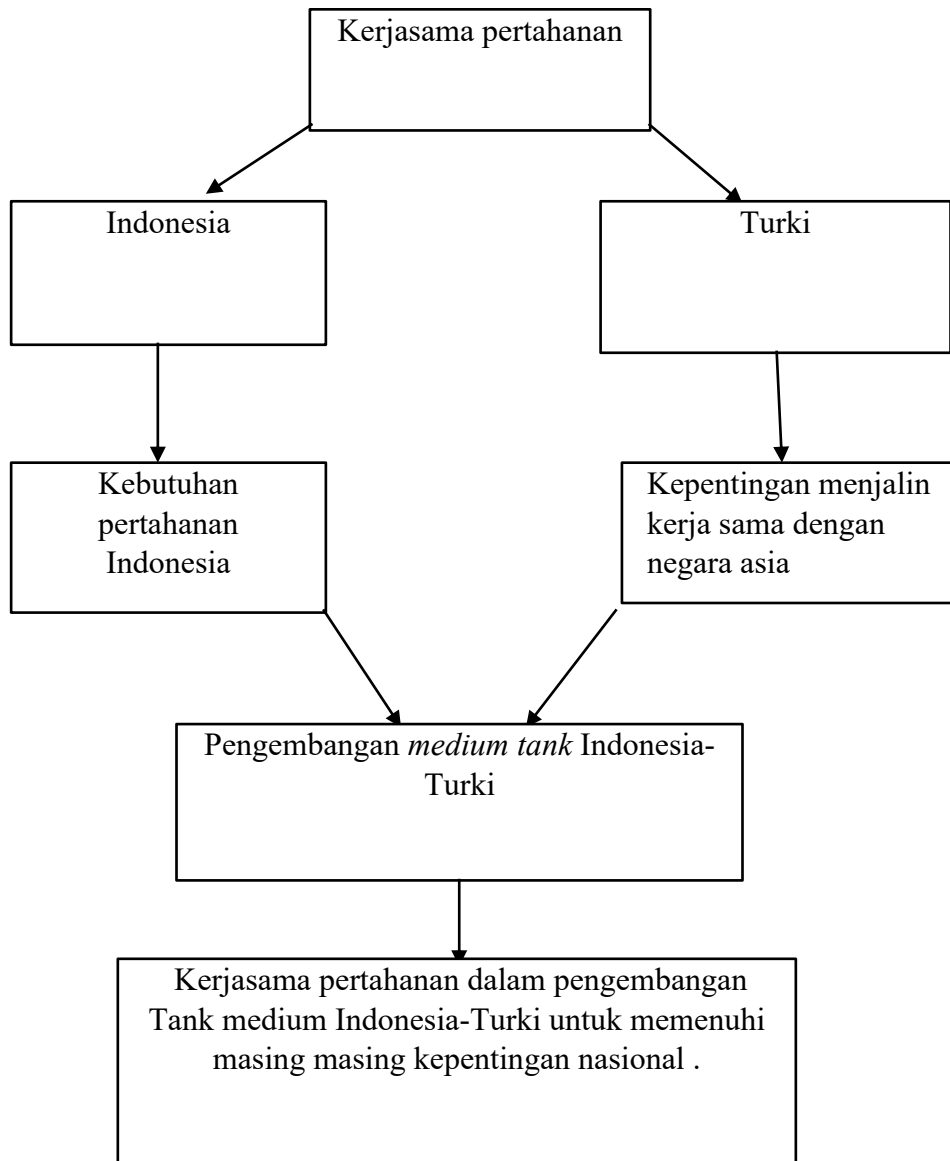 Kerjasama pertahanan
Indonesia
Turki
Kebutuhan
pertahanan
Indonesia
Kepentingan menjalin
kerja sama dengan
negara asia
Pengembangan medium tank Indonesia-
Turki
Kerjasama pertahanan dalam pengembangan
Tank medium Indonesia-Turki untuk memenuhi
masing masing kepentingan nasional .